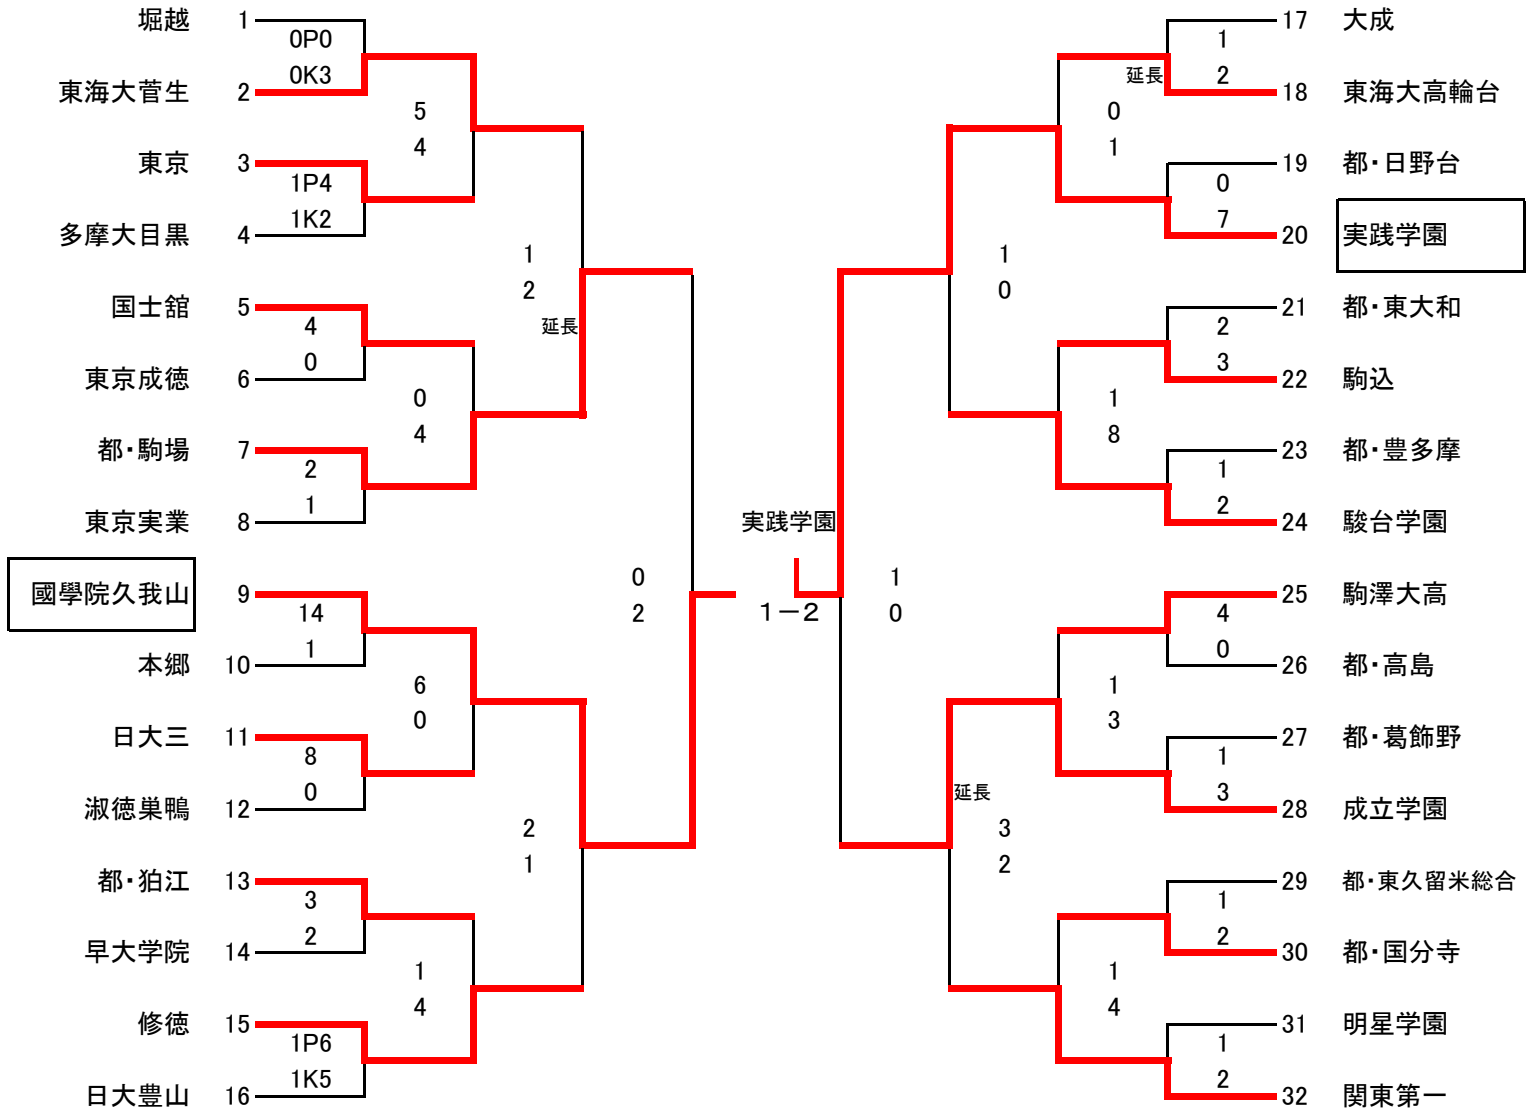 堀越 1
0P0
0K3
東海大菅生 2
5
4
東京 3
1P4
1K2
多摩大目黒 4
1
2
延長
国士舘 5
4
0
東京成徳 6
0
4
都・駒場 7
2
1
東京実業 8
0
2
國學院久我山 9
14
1
本郷 10
6
0
日大三 11
8
0
淑徳巣鴨 12
2
1
都・狛江 13
3
2
早大学院 14
1
4
修徳 15
1P6
1K5
日大豊山 16
実践学園
1－2
17 大成
1
2
延長
18 東海大高輪台
0
1
19 都・日野台
0
7
20 実践学園
1
0
21 都・東大和
2
3
22 駒込
1
8
23 都・豊多摩
1
2
24 駿台学園
1
0
25 駒澤大高
4
0
26 都・高島
1
3
27 都・葛飾野
1
3
28 成立学園
延長
3
2
29 都・東久留米総合
1
2
30 都・国分寺
1
4
31 明星学園
1
2
32 関東第一